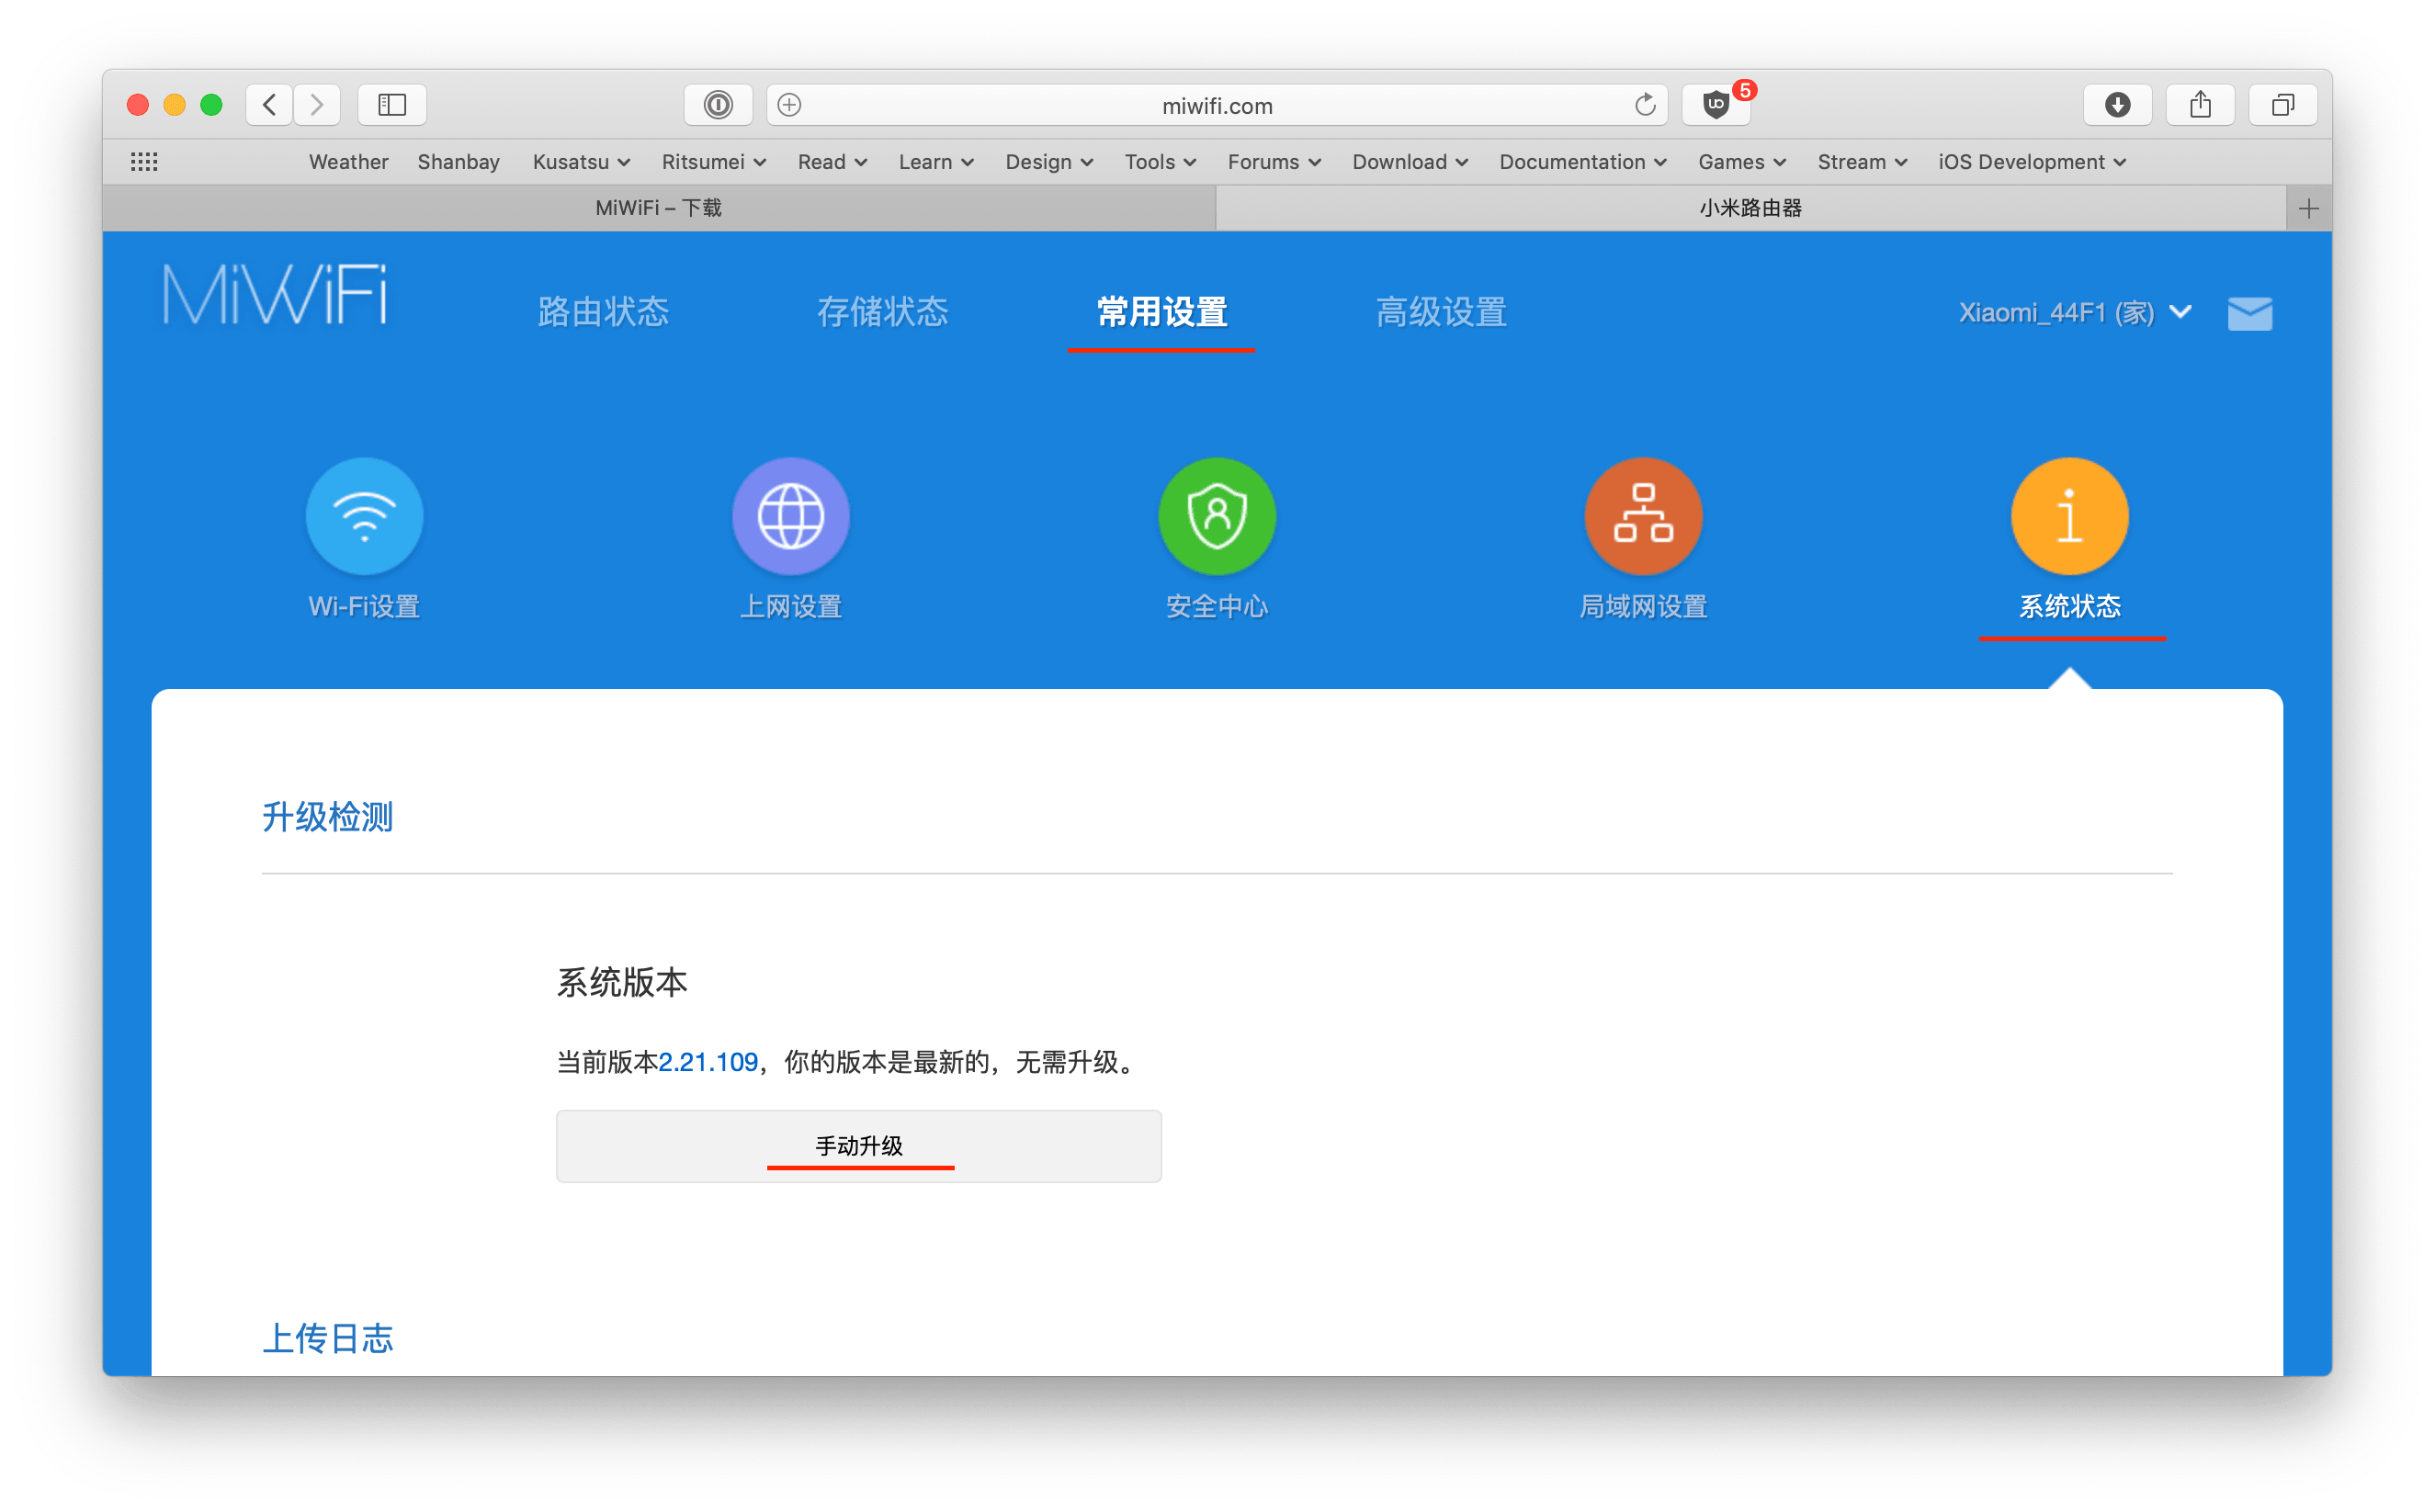 miwifi.com
5
Weather Shanbay Kusatsu Ritsumei Read Learn Design Tools Forums Download Documentation Games Stream iOS Development
MiWiFi – 下载 小米路由器
MiWiFi 路由状态 存储状态 常用设置 高级设置 Xiaomi_44F1 (家)
Wi-Fi设置 上网设置 安全中心 局域网设置 系统状态
升级检测
系统版本
当前版本2.21.109，你的版本是最新的，无需升级。
手动升级
上传日志